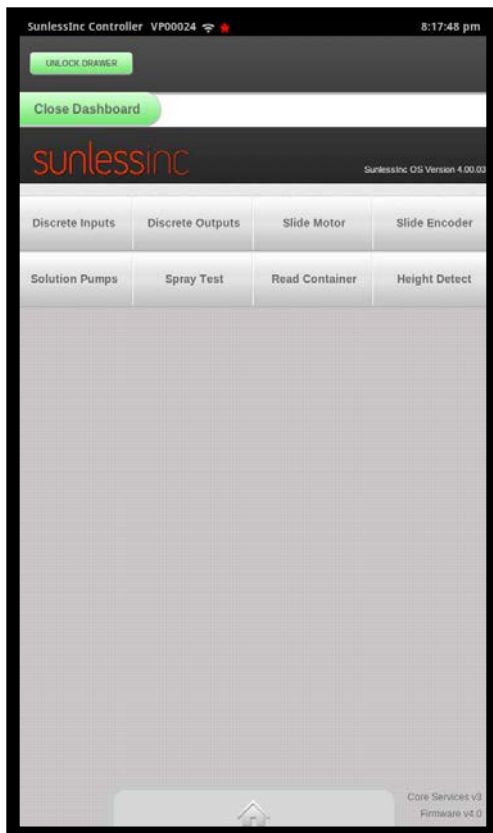 SunlessInc Controller VP00024 8:17:48 pm
UNLOCK DRAWER
Close Dashboard
sunlessinc
SunlessInc OS Version 4.00.03
Discrete Inputs Discrete Outputs Slide Motor Slide Encoder
Solution Pumps Spray Test Read Container Height Detect
Core Services v3
Firmware v4.0